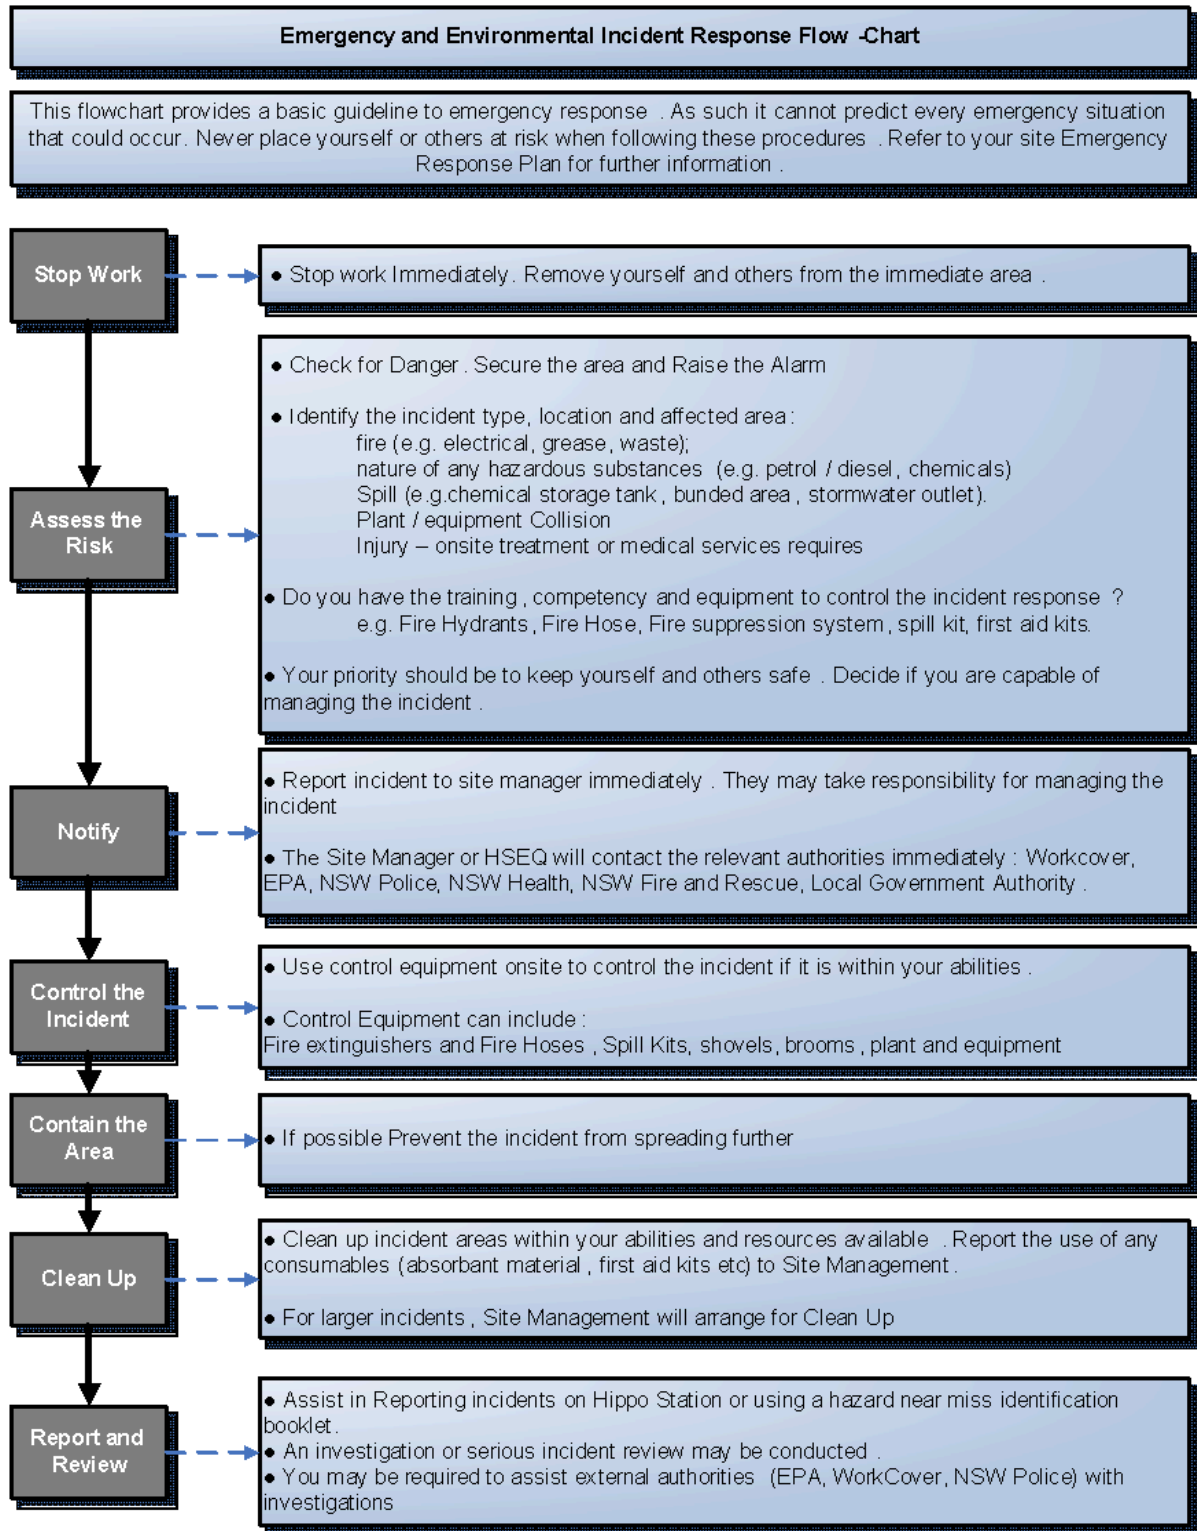 Emergency and Environmental Incident Response Flow -Chart
This flowchart provides a basic guideline to emergency response . As such it cannot predict every emergency situation
that could occur. Never place yourself or others at risk when following these procedures . Refer to your site Emergency
Response Plan for further information .
Stop Work
● Stop work Immediately. Remove yourself and others from the immediate area .
Assess the
Risk
● Check for Danger . Secure the area and Raise the Alarm
● Identify the incident type, location and affected area :
fire (e.g. electrical, grease, waste);
nature of any hazardous substances (e.g. petrol / diesel, chemicals)
Spill (e.g.chemical storage tank , bunded area , stormwater outlet).
Plant / equipment Collision
Injury – onsite treatment or medical services requires
● Do you have the training , competency and equipment to control the incident response ?
e.g. Fire Hydrants , Fire Hose, Fire suppression system , spill kit, first aid kits.
● Your priority should be to keep yourself and others safe . Decide if you are capable of
managing the incident .
Notify
● Report incident to site manager immediately . They may take responsibility for managing the
incident
● The Site Manager or HSEQ will contact the relevant authorities immediately : Workcover,
EPA, NSW Police, NSW Health, NSW Fire and Rescue, Local Government Authority .
Control the
Incident
● Use control equipment onsite to control the incident if it is within your abilities .
● Control Equipment can include :
Fire extinguishers and Fire Hoses , Spill Kits, shovels, brooms , plant and equipment
Contain the
Area
● If possible Prevent the incident from spreading further
Clean Up
● Clean up incident areas within your abilities and resources available . Report the use of any
consumables (absorbant material , first aid kits etc) to Site Management .
● For larger incidents , Site Management will arrange for Clean Up
Report and
Review
● Assist in Reporting incidents on Hippo Station or using a hazard near miss identification
booklet.
● An investigation or serious incident review may be conducted .
● You may be required to assist external authorities (EPA, WorkCover, NSW Police) with
investigations